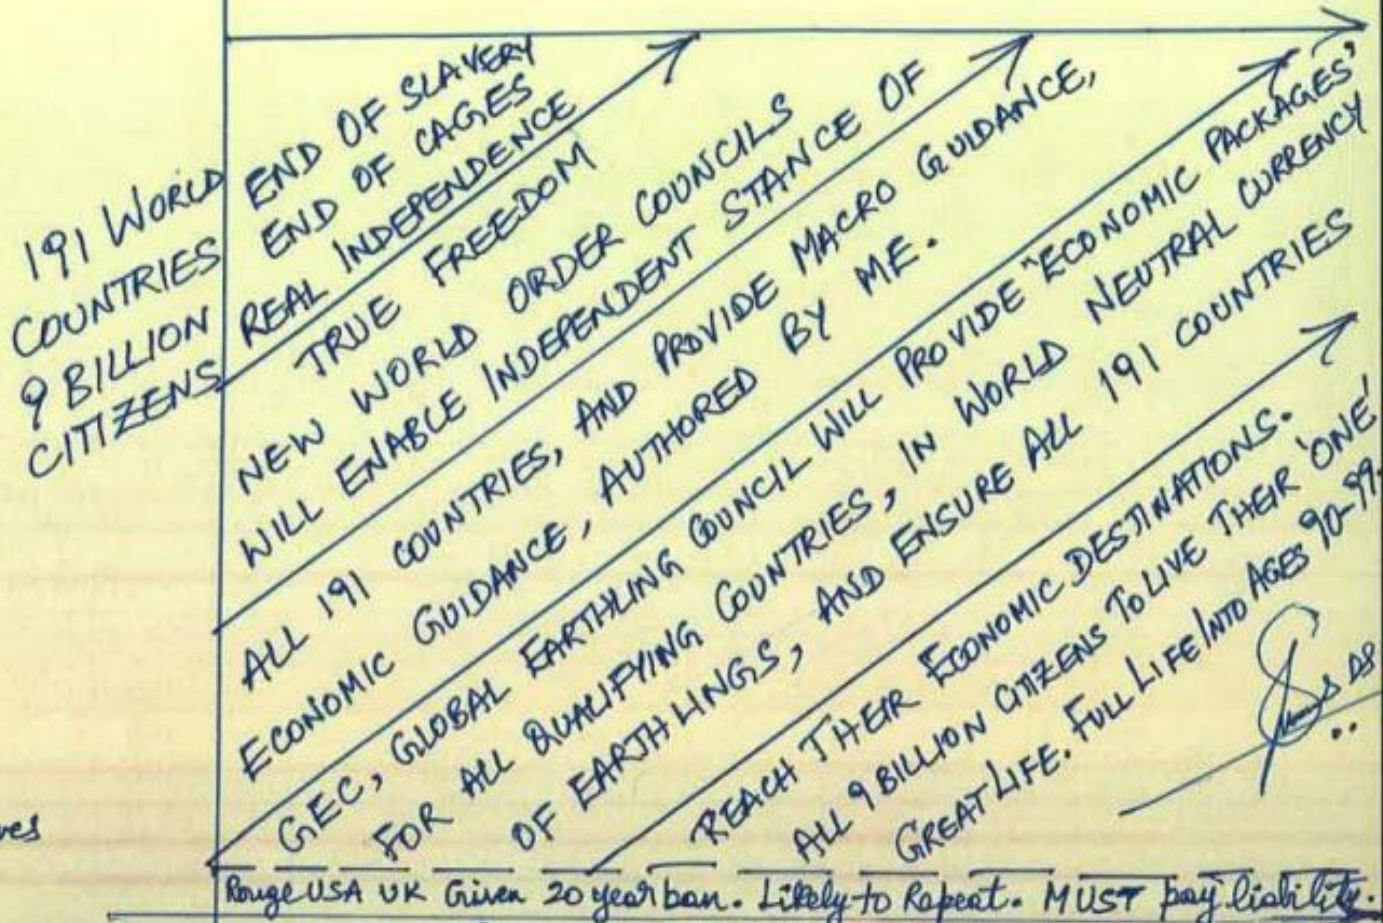 191 WORLD
COUNTRIES
9 BILLION
CITIZENS
END OF SLAVERY
END OF CAGES
REAL INDEPENDENCE
TRUE FREEDOM
NEW WORLD ORDER COUNCILS
WILL ENABLE INDEPENDENT STANCE OF
ALL 191 COUNTRIES, AND PROVIDE MACRO GUIDANCE,
ECONOMIC GUIDANCE, AUTHORED BY ME.
GEC, GLOBAL EARTHLING COUNCIL WILL PROVIDE "ECONOMIC PACKAGES"
FOR ALL QUALIFYING COUNTRIES, IN WORLD NEUTRAL CURRENCY
OF EARTHLINGS, AND ENSURE ALL 191 COUNTRIES
REACH THEIR ECONOMIC DESTINATIONS.
ALL 9 BILLION CITIZENS TO LIVE THEIR 'ONE'
GREAT LIFE. FULL LIFE INTO AGES 90-99.
ves
Rouge USA UK Given 20 year ban. Likely to Repeat. MUST pay liability.